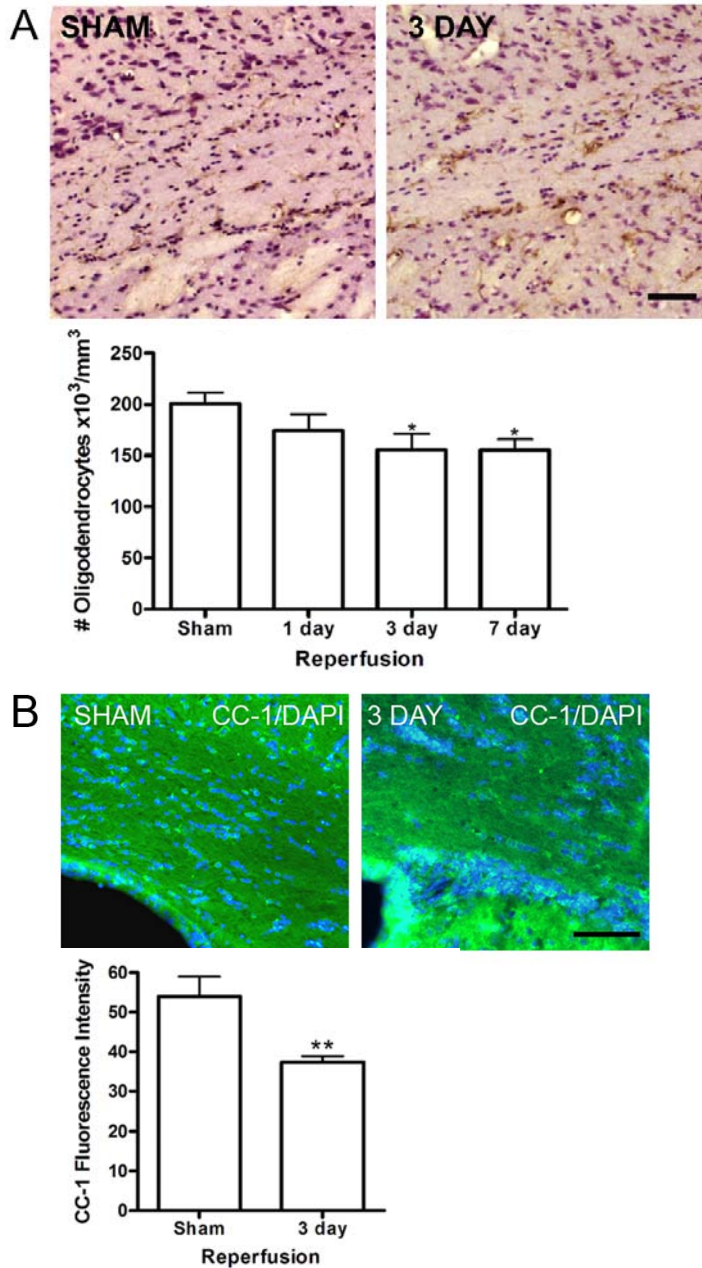 A
SHAM
3 DAY
# Oligodendrocytes x10³/mm³
250
200
150
100
50
0
*
*
Sham
1 day
3 day
7 day
Reperfusion
B
SHAM CC-1/DAPI
3 DAY CC-1/DAPI
CC-1 Fluorescence Intensity
60
50
40
30
20
10
0
**
Sham
3 day
Reperfusion